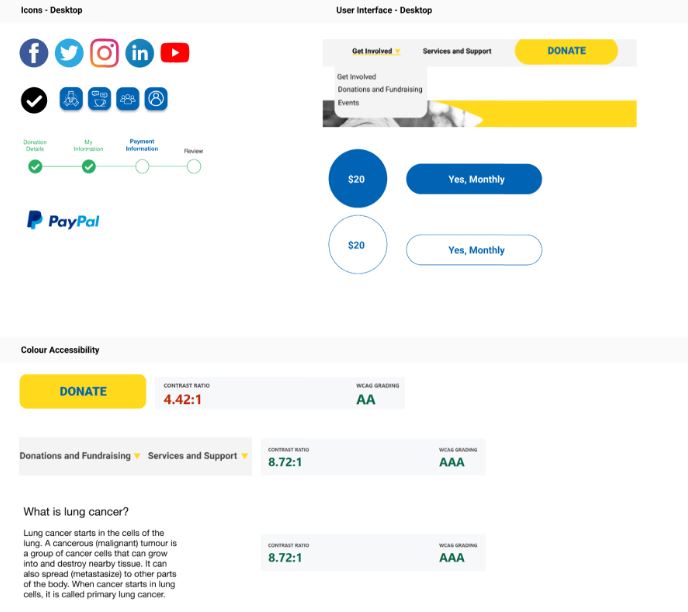 Icons - Desktop
User Interface - Desktop
Get Involved
Services and Support
DONATE
Get Involved
Donations and Fundraising
Events
Donation
Details
My
Information
Payment
Information
Review
$20
Yes, Monthly
PayPal
$20
Yes, Monthly
Colour Accessibility
DONATE
CONTRAST RATIO
4.42:1
WCAG GRADING
AA
Donations and Fundraising
Services and Support
CONTRAST RATIO
8.72:1
WCAG GRADING
AAA
What is lung cancer?
Lung cancer starts in the cells of the
lung. A cancerous (malignant) tumour is
a group of cancer cells that can grow
into and destroy nearby tissue. It can
also spread (metastasize) to other parts
of the body. When cancer starts in lung
cells, it is called primary lung cancer.
CONTRAST RATIO
8.72:1
WCAG GRADING
AAA